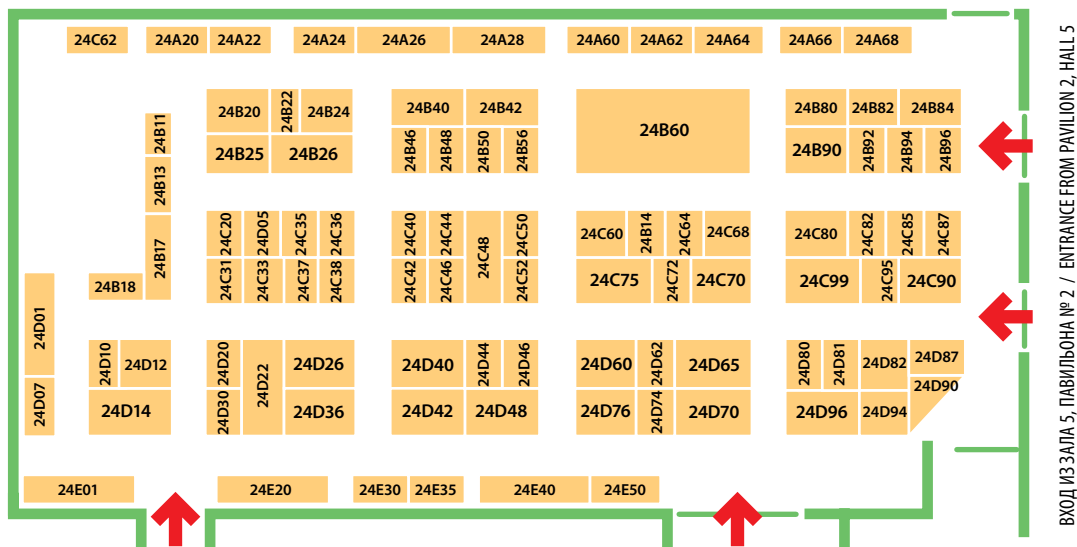 24C62 24A20 24A22 24A24 24A26 24A28 24A60 24A62 24A64 24A66 24A68
24B20 24B22 24B24 24B40 24B42 24B60 24B80 24B82 24B84
24B11
24B25 24B26 24B46 24B48 24B50 24B56 24B90 24B92 24B94 24B96
24B13
24B17
24C20 24D05 24C35 24C36 24C40 24C44 24C48 24C50 24C60 24B14 24C64 24C68 24C80 24C82 24C85 24C87
24C31 24C33 24C37 24C38 24C42 24C46 24C52 24C75 24C72 24C70 24C99 24C95 24C90
24B18
24D01
24D10 24D12 24D20 24D22 24D26 24D40 24D44 24D46 24D60 24D62 24D65 24D80 24D81 24D82 24D87
24D90
24D07
24D14 24D30 24D36 24D42 24D48 24D76 24D74 24D70 24D96 24D94
24E01 24E20 24E30 24E35 24E40 24E50
ВХОД ИЗ ЗАЛА 5, ПАВИЛЬОНА № 2 / ENTRANCE FROM PAVILION 2, HALL 5